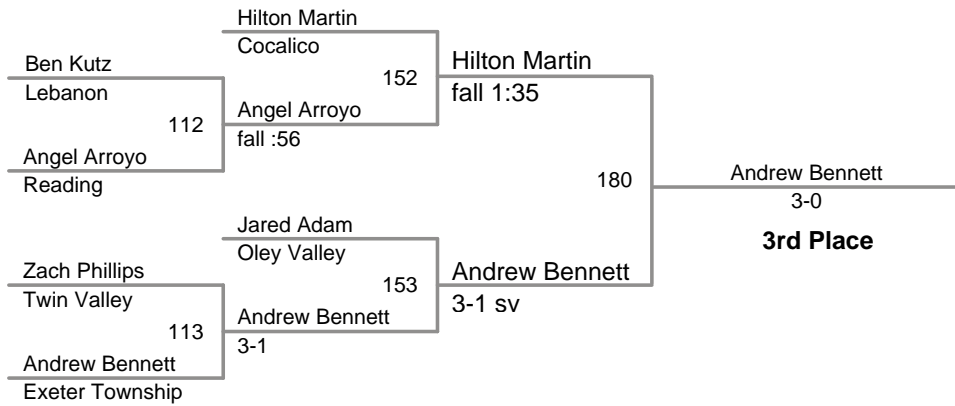 Hilton Martin
Cocalico
Ben Kutz
Lebanon
152
Hilton Martin
fall 1:35
112
Angel Arroyo
fall :56
Angel Arroyo
Reading
180
Andrew Bennett
3-0
3rd Place
Jared Adam
Oley Valley
Zach Phillips
Twin Valley
153
Andrew Bennett
3-1 sv
113
Andrew Bennett
3-1
Andrew Bennett
Exeter Township